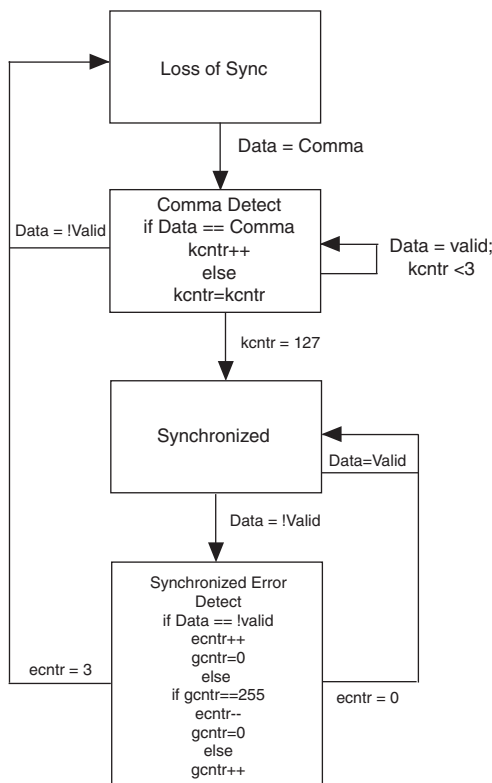 Loss of Sync
Data = Comma
Comma Detect
if Data == Comma
kcntr++
else
kcntr=kcntr
Data = !Valid
Data = valid;
kcntr <3
kcntr = 127
Synchronized
Data=Valid
Data = !Valid
Synchronized Error
Detect
if Data == !valid
ecntr++
gcntr=0
else
if gcntr==255
ecntr--
gcntr=0
else
gcntr++
ecntr = 3
ecntr = 0